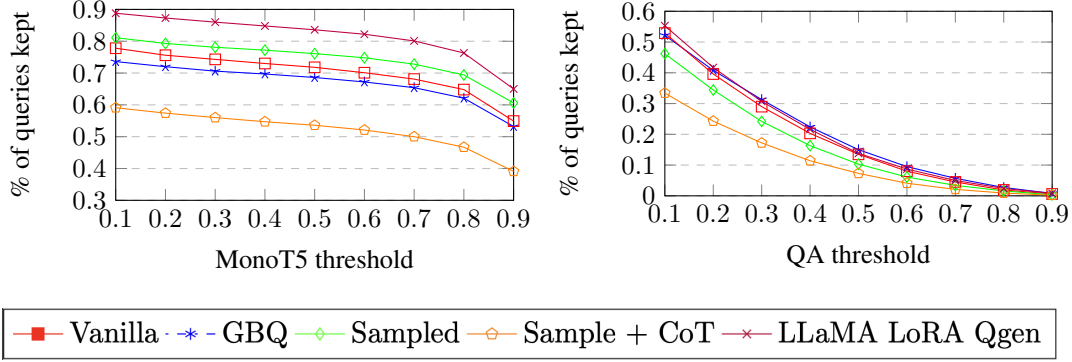 % of queries kept
0.9
0.8
0.7
0.6
0.5
0.4
0.3
0.1 0.2 0.3 0.4 0.5 0.6 0.7 0.8 0.9
MonoT5 threshold
% of queries kept
0.6
0.5
0.4
0.3
0.2
0.1
0
0.1 0.2 0.3 0.4 0.5 0.6 0.7 0.8 0.9
QA threshold
Vanilla GBQ Sampled Sample + CoT LLaMA LoRA Qgen